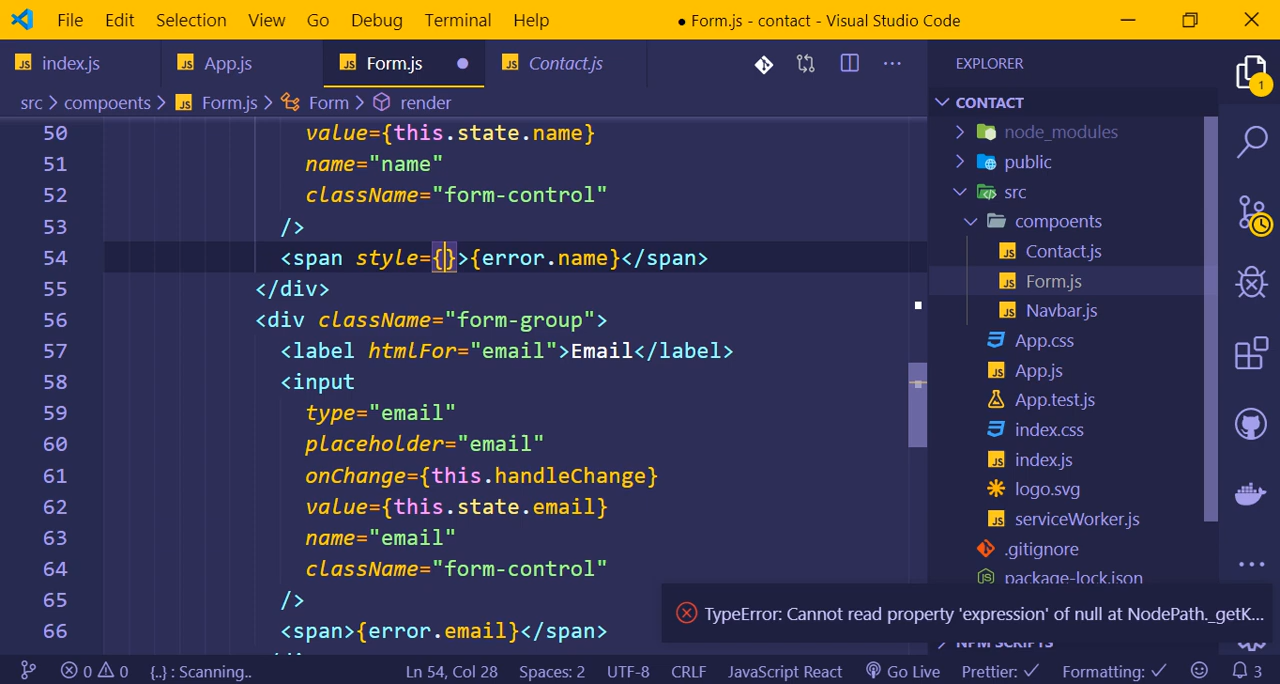 File Edit Selection View Go Debug Terminal Help ● Form.js - contact - Visual Studio Code
index.js App.js Form.js Contact.js
src > compoents > Form.js > Form > render
50 value={this.state.name}
51 name="name"
52 className="form-control"
53 />
54 <span style={}>{error.name}</span>
55 </div>
56 <div className="form-group">
57 <label htmlFor="email">Email</label>
58 <input
59 type="email"
60 placeholder="email"
61 onChange={this.handleChange}
62 value={this.state.email}
63 name="email"
64 className="form-control"
65 />
66 <span>{error.email}</span>
EXPLORER
CONTACT
node_modules
public
src
compoents
Contact.js
Form.js
Navbar.js
App.css
App.js
App.test.js
index.css
index.js
logo.svg
serviceWorker.js
.gitignore
package-lock.json
NPM SCRIPTS
1
TypeError: Cannot read property 'expression' of null at NodePath._getK...
0 0 {..} : Scanning.. Ln 54, Col 28 Spaces: 2 UTF-8 CRLF JavaScript React Go Live Prettier: ✓ Formatting: ✓ 3